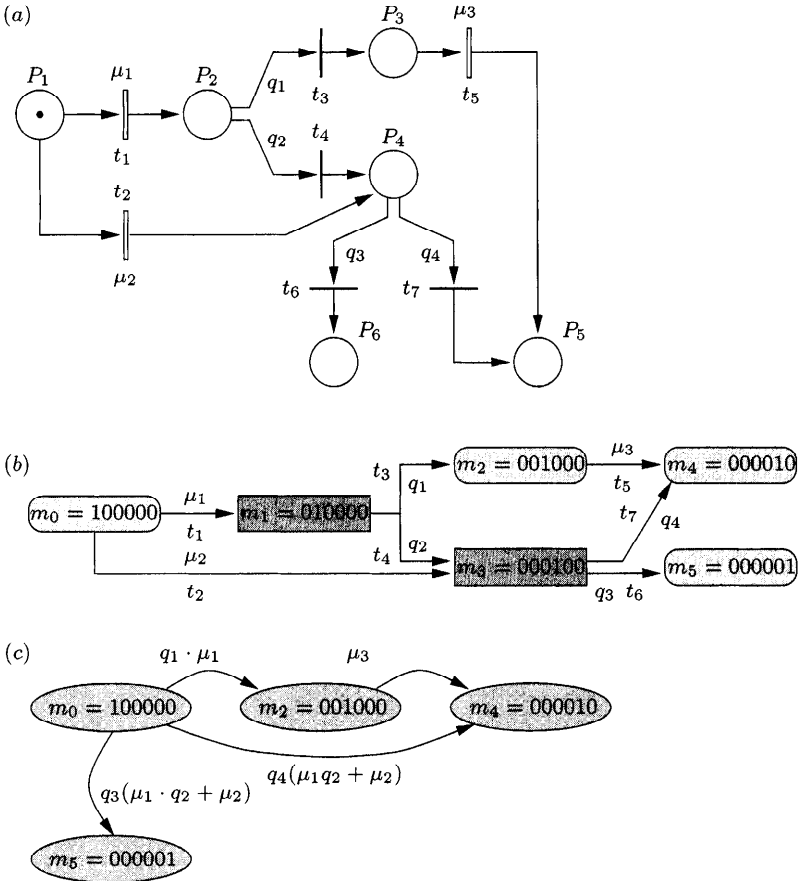 (a)
P₃
μ₃
P₁
μ₁
P₂
q₁
t₃
t₅
q₂
t₄
P₄
t₁
t₂
μ₂
q₃
q₄
t₆
t₇
P₆
P₅
(b)
m₀ = 100000
μ₁
t₁
m₁ = 010000
t₃
q₁
m₂ = 001000
μ₃
t₅
m₄ = 000010
t₇
q₄
μ₂
t₂
t₄
q₂
m₃ = 000100
q₃ t₆
m₅ = 000001
(c)
q₁ · μ₁
μ₃
m₀ = 100000
m₂ = 001000
m₄ = 000010
q₄(μ₁q₂ + μ₂)
q₃(μ₁ · q₂ + μ₂)
m₅ = 000001